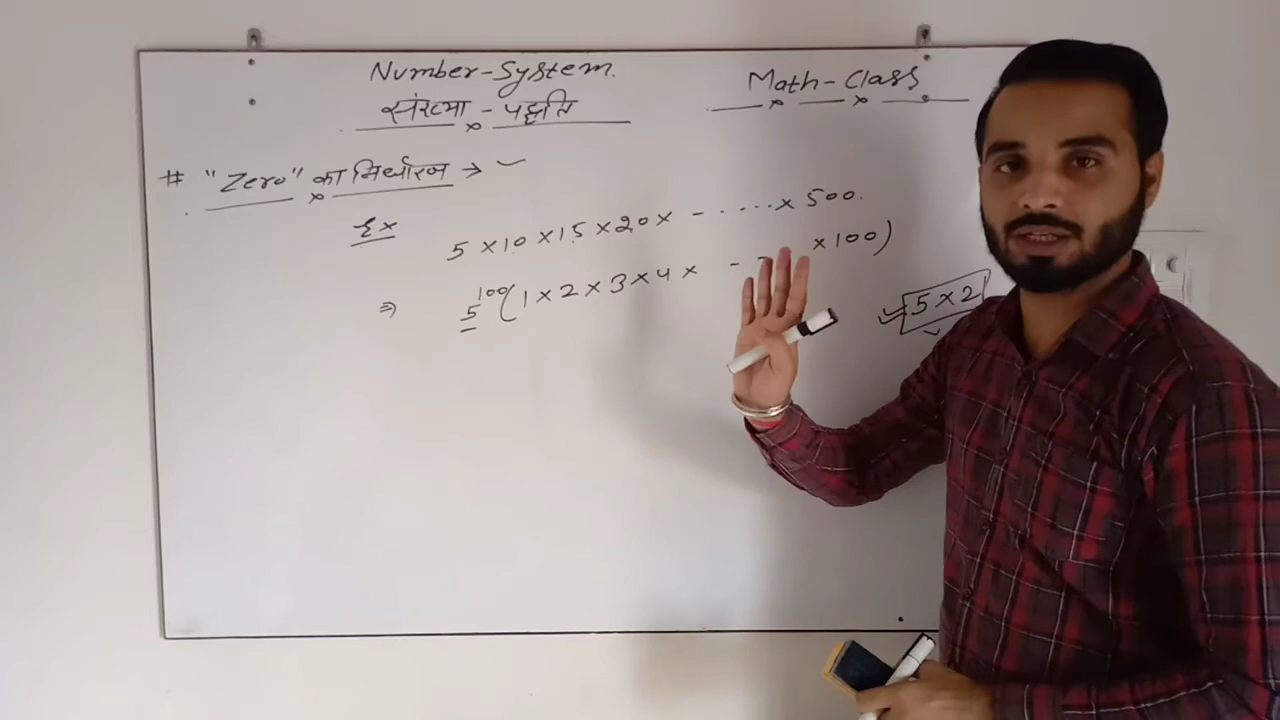 Number-System.
Math-Class
संख्या - पद्धति
# "Zero" का निर्धारण →
Ex
5 × 10 × 15 × 20 × - ..... × 500.
⇒ 5^100 (1 × 2 × 3 × 4 × - × 100)
5 × 2